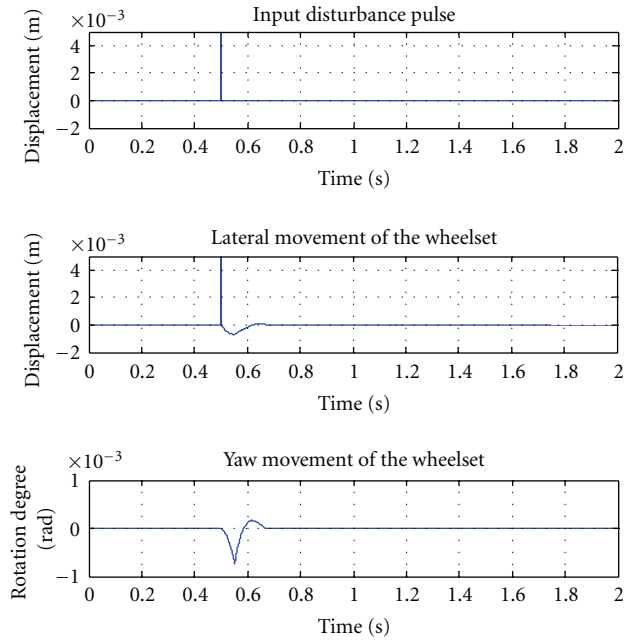 Input disturbance pulse
×10⁻³
Displacement (m)
4
2
0
−2
0 0.2 0.4 0.6 0.8 1 1.2 1.4 1.6 1.8 2
Time (s)
Lateral movement of the wheelset
×10⁻³
Displacement (m)
4
2
0
−2
0 0.2 0.4 0.6 0.8 1 1.2 1.4 1.6 1.8 2
Time (s)
Yaw movement of the wheelset
×10⁻³
Rotation degree
(rad)
1
0
−1
0 0.2 0.4 0.6 0.8 1 1.2 1.4 1.6 1.8 2
Time (s)